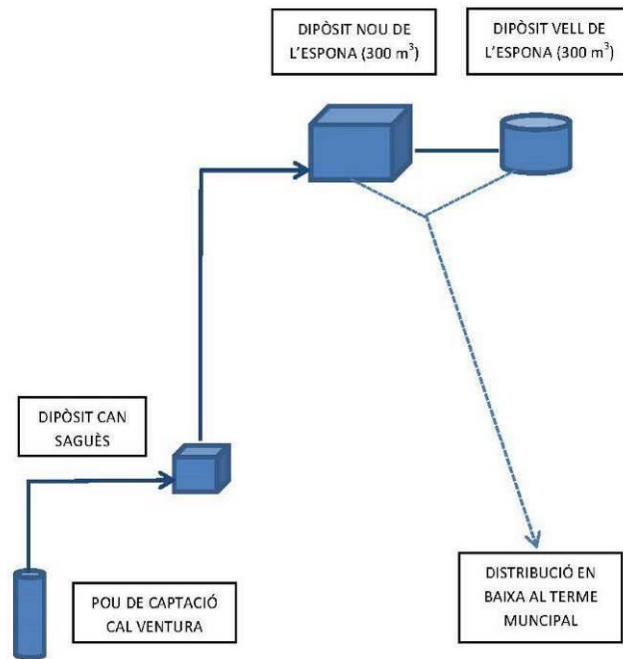 DIPÒSIT NOU DE
L'ESPONA (300 m³)
DIPÒSIT VELL DE
L'ESPONA (300 m³)
DIPÒSIT CAN
SAGUÈS
POU DE CAPTACIÓ
CAL VENTURA
DISTRIBUCIÓ EN
BAIXA AL TERME
MUNCIPAL